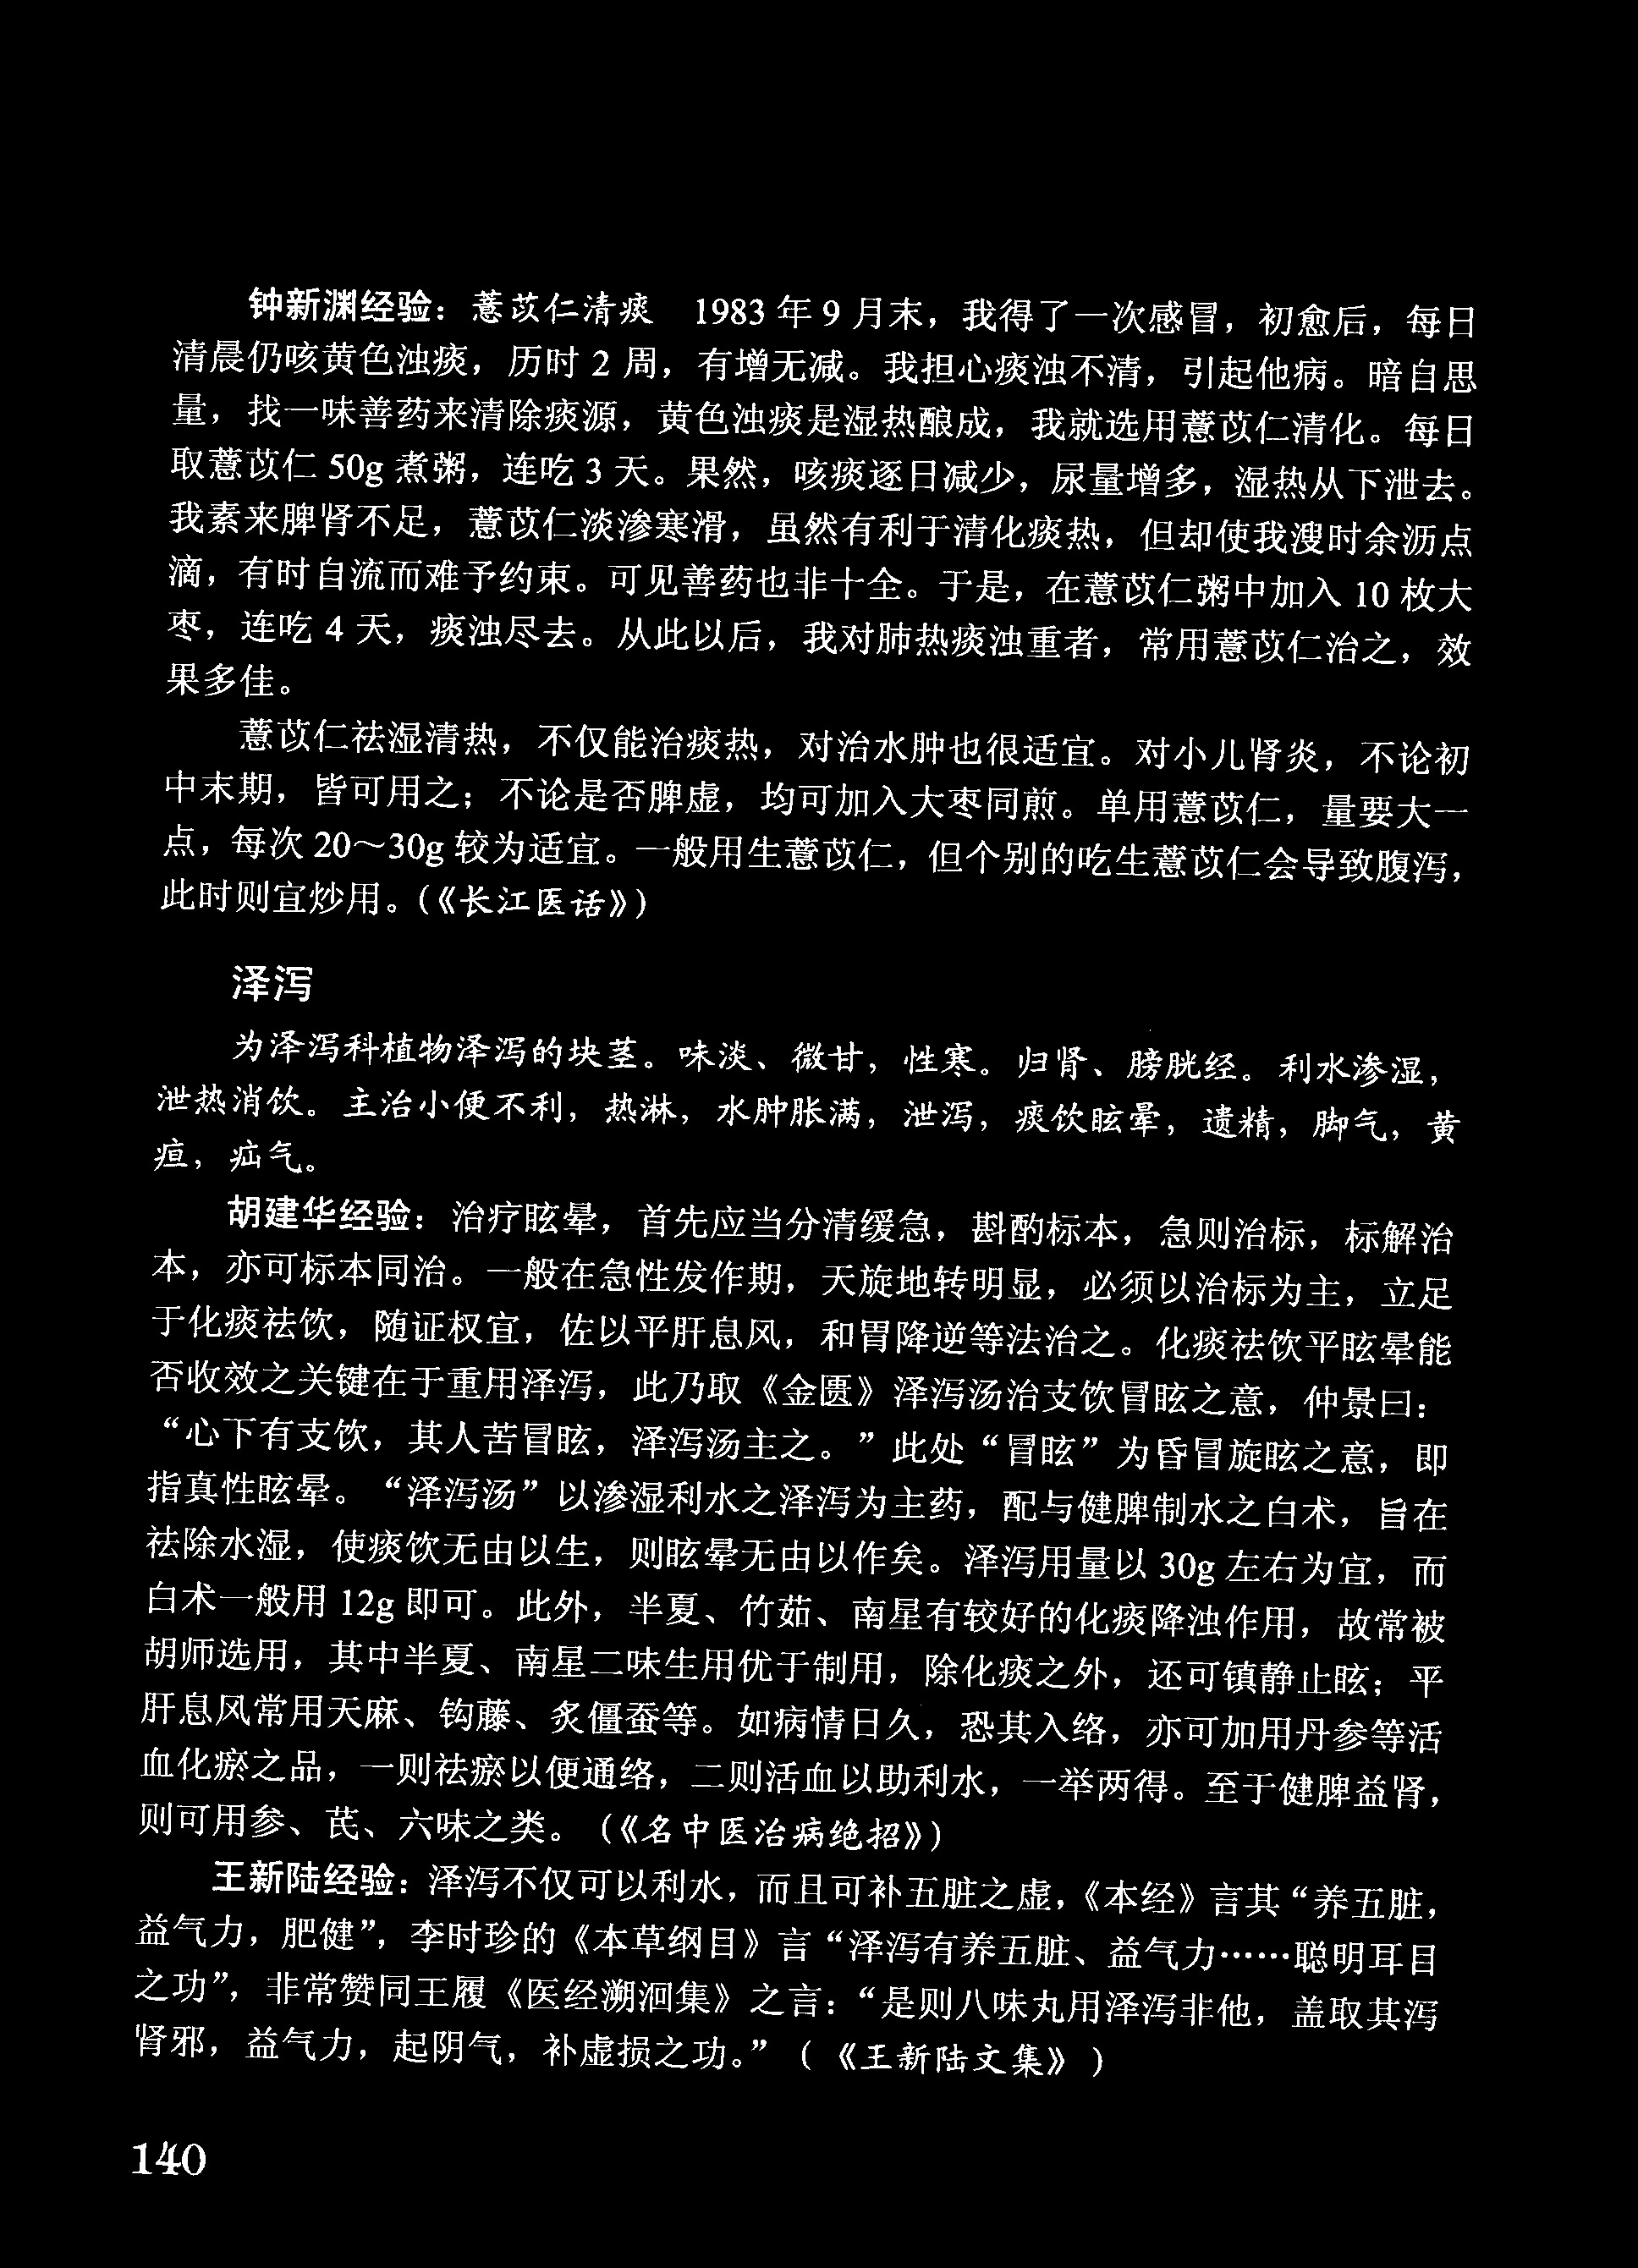 钟新渊经验：薏苡仁清痰　1983 年 9 月末，我得了一次感冒，初愈后，每日
清晨仍咳黄色浊痰，历时 2 周，有增无减。我担心痰浊不清，引起他病。暗自思
量，找一味善药来清除痰源，黄色浊痰是湿热酿成，我就选用薏苡仁清化。每日
取薏苡仁 50g 煮粥，连吃 3 天。果然，咳痰逐日减少，尿量增多，湿热从下泄去。
我素来脾肾不足，薏苡仁淡渗寒滑，虽然有利于清化痰热，但却使我溲时余沥点
滴，有时自流而难予约束。可见善药也非十全。于是，在薏苡仁粥中加入 10 枚大
枣，连吃 4 天，痰浊尽去。从此以后，我对肺热痰浊重者，常用薏苡仁治之，效
果多佳。
薏苡仁祛湿清热，不仅能治痰热，对治水肿也很适宜。对小儿肾炎，不论初
中末期，皆可用之；不论是否脾虚，均可加入大枣同煎。单用薏苡仁，量要大一
点，每次 20～30g 较为适宜。一般用生薏苡仁，但个别的吃生薏苡仁会导致腹泻，
此时则宜炒用。（《长江医话》）
泽泻
为泽泻科植物泽泻的块茎。味淡、微甘，性寒。归肾、膀胱经。利水渗湿，
泄热消饮。主治小便不利，热淋，水肿胀满，泄泻，痰饮眩晕，遗精，脚气，黄
疸，疝气。
胡建华经验：治疗眩晕，首先应当分清缓急，斟酌标本，急则治标，标解治
本，亦可标本同治。一般在急性发作期，天旋地转明显，必须以治标为主，立足
于化痰祛饮，随证权宜，佐以平肝息风，和胃降逆等法治之。化痰祛饮平眩晕能
否收效之关键在于重用泽泻，此乃取《金匮》泽泻汤治支饮冒眩之意，仲景曰：
“心下有支饮，其人苦冒眩，泽泻汤主之。”此处“冒眩”为昏冒旋眩之意，即
指真性眩晕。“泽泻汤”以渗湿利水之泽泻为主药，配与健脾制水之白术，旨在
祛除水湿，使痰饮无由以生，则眩晕无由以作矣。泽泻用量以 30g 左右为宜，而
白术一般用 12g 即可。此外，半夏、竹茹、南星有较好的化痰降浊作用，故常被
胡师选用，其中半夏、南星二味生用优于制用，除化痰之外，还可镇静止眩；平
肝息风常用天麻、钩藤、炙僵蚕等。如病情日久，恐其入络，亦可加用丹参等活
血化瘀之品，一则祛瘀以便通络，二则活血以助利水，一举两得。至于健脾益肾，
则可用参、芪、六味之类。（《名中医治病绝招》）
王新陆经验：泽泻不仅可以利水，而且可补五脏之虚，《本经》言其“养五脏，
益气力，肥健”，李时珍的《本草纲目》言“泽泻有养五脏、益气力……聪明耳目
之功”，非常赞同王履《医经溯洄集》之言：“是则八味丸用泽泻非他，盖取其泻
肾邪，益气力，起阴气，补虚损之功。”（《王新陆文集》）
140